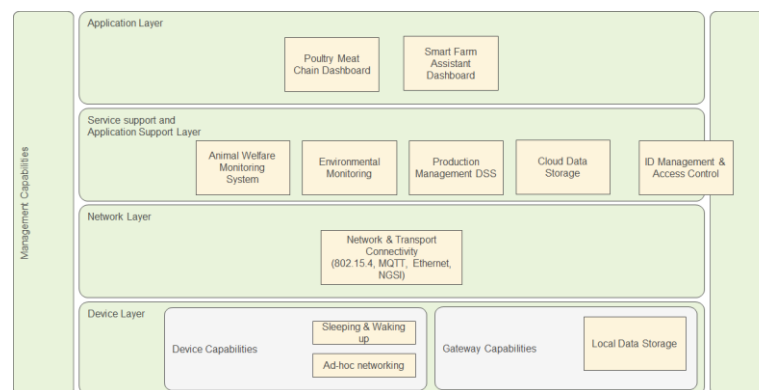 Application Layer
Poultry Meat
Chain Dashboard
Smart Farm
Assistant
Dashboard
Service support and
Application Support Layer
Animal Welfare
Monitoring
System
Environmental
Monitoring
Production
Management DSS
Cloud Data
Storage
ID Management &
Access Control
Management Capabilities
Network Layer
Network & Transport
Connectivity
(802.15.4, MQTT, Ethernet,
NGSI)
Device Layer
Device Capabilities
Sleeping & Waking
up
Ad-hoc networking
Gateway Capabilities
Local Data Storage